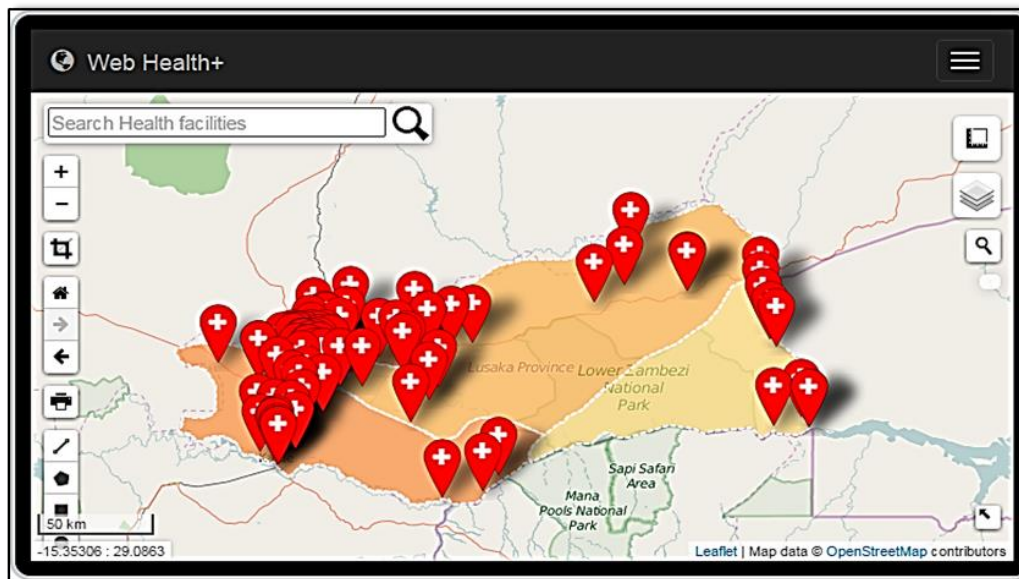 Web Health+
Search Health facilities
+
−
Lusaka Province
Lower Zambezi
National
Park
Sapi Safari
Area
Mana
Pools National
Park
50 km
-15.35306 : 29.0863
Leaflet | Map data © OpenStreetMap contributors